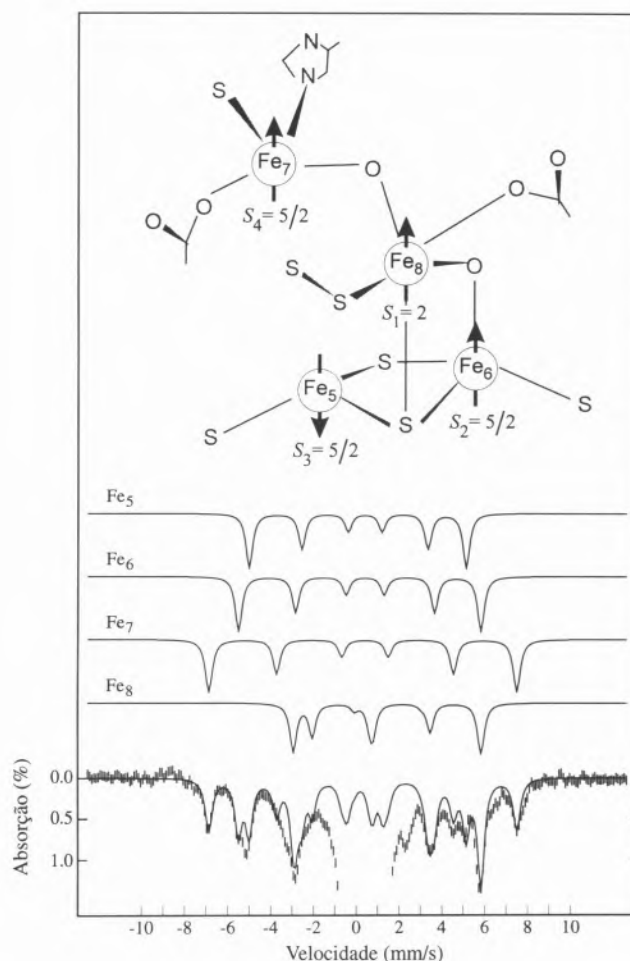 N
N
S
Fe7
O
O
O
O
O
S4 = 5/2
S
S
Fe8
O
S1 = 2
S
Fe5
Fe6
S
S
S
S3 = 5/2
S2 = 5/2
Fe5
Fe6
Fe7
Fe8
0.0
0.5
1.0
Absorção (%)
-10 -8 -6 -4 -2 0 2 4 6 8 10
Velocidade (mm/s)